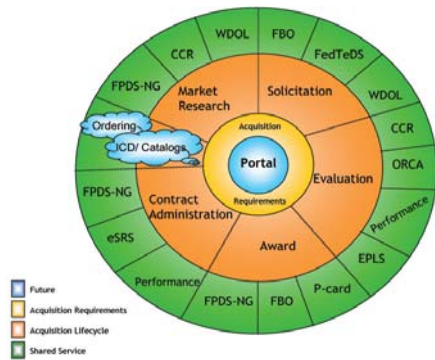 WDOL
FBO
CCR
FedTeDS
FPDS-NG
Market
Research
Solicitation
WDOL
Ordering
ICD/ Catalogs
Acquisition
Portal
Requirements
CCR
ORCA
Evaluation
FPDS-NG
Contract
Administration
Performance
eSRS
Award
EPLS
Performance
FPDS-NG
FBO
P-card
Future
Acquisition Requirements
Acquisition Lifecycle
Shared Service